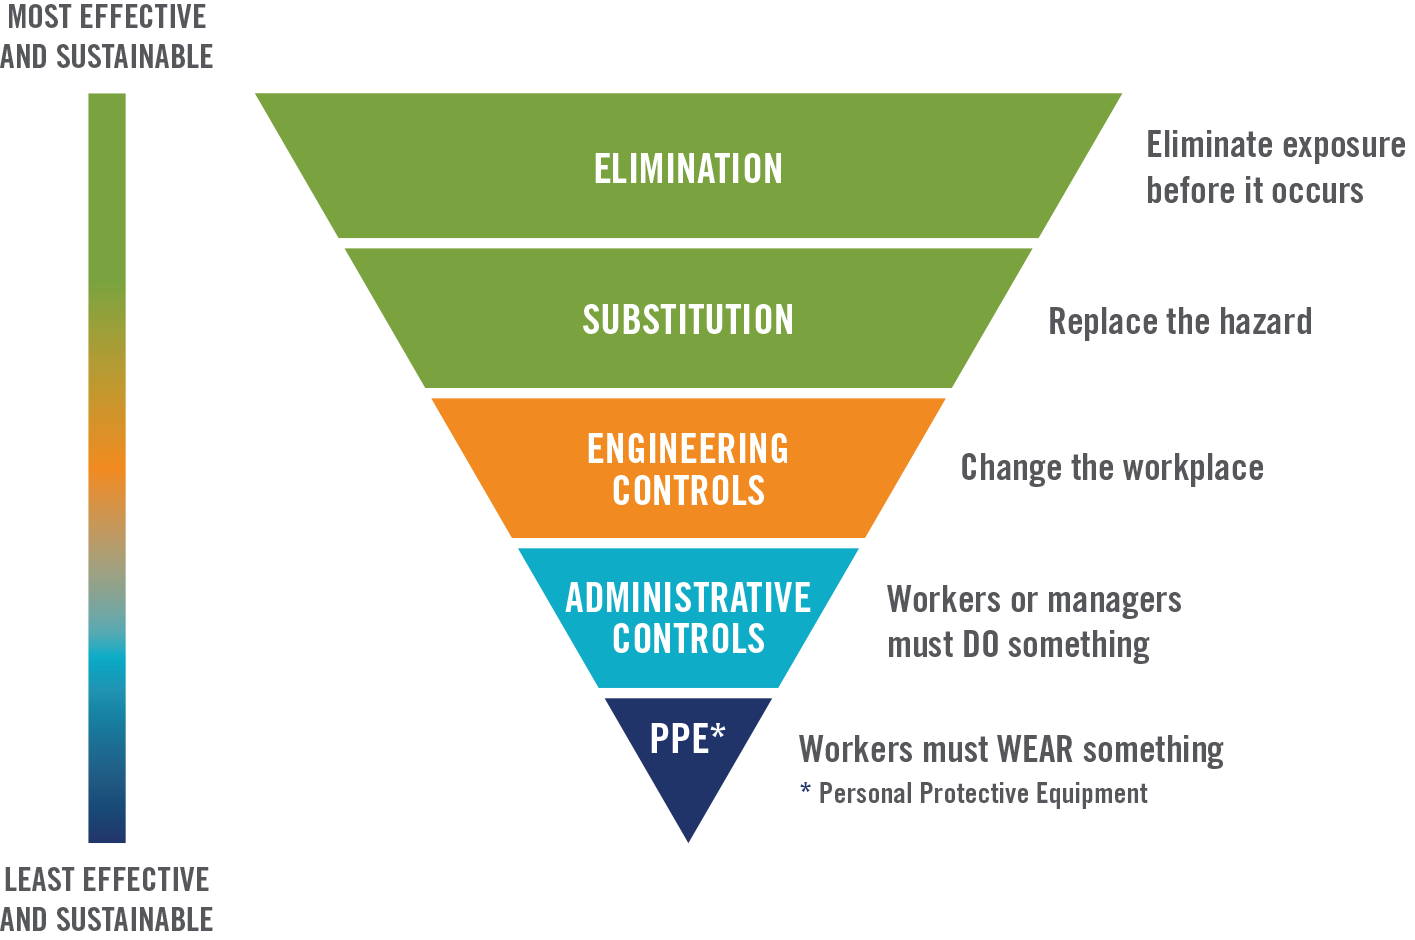 MOST EFFECTIVE
AND SUSTAINABLE
ELIMINATION
Eliminate exposure
before it occurs
SUBSTITUTION
Replace the hazard
ENGINEERING
CONTROLS
Change the workplace
ADMINISTRATIVE
CONTROLS
Workers or managers
must DO something
PPE*
Workers must WEAR something
* Personal Protective Equipment
LEAST EFFECTIVE
AND SUSTAINABLE